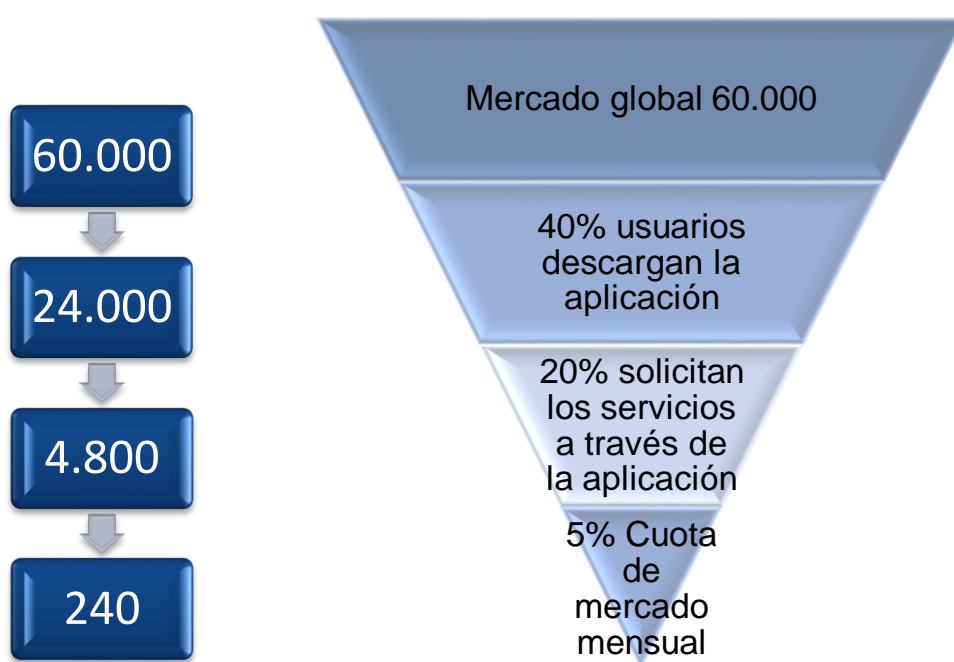 60.000
24.000
4.800
240
Mercado global 60.000
40% usuarios
descargan la
aplicación
20% solicitan
los servicios
a través de
la aplicación
5% Cuota
de
mercado
mensual